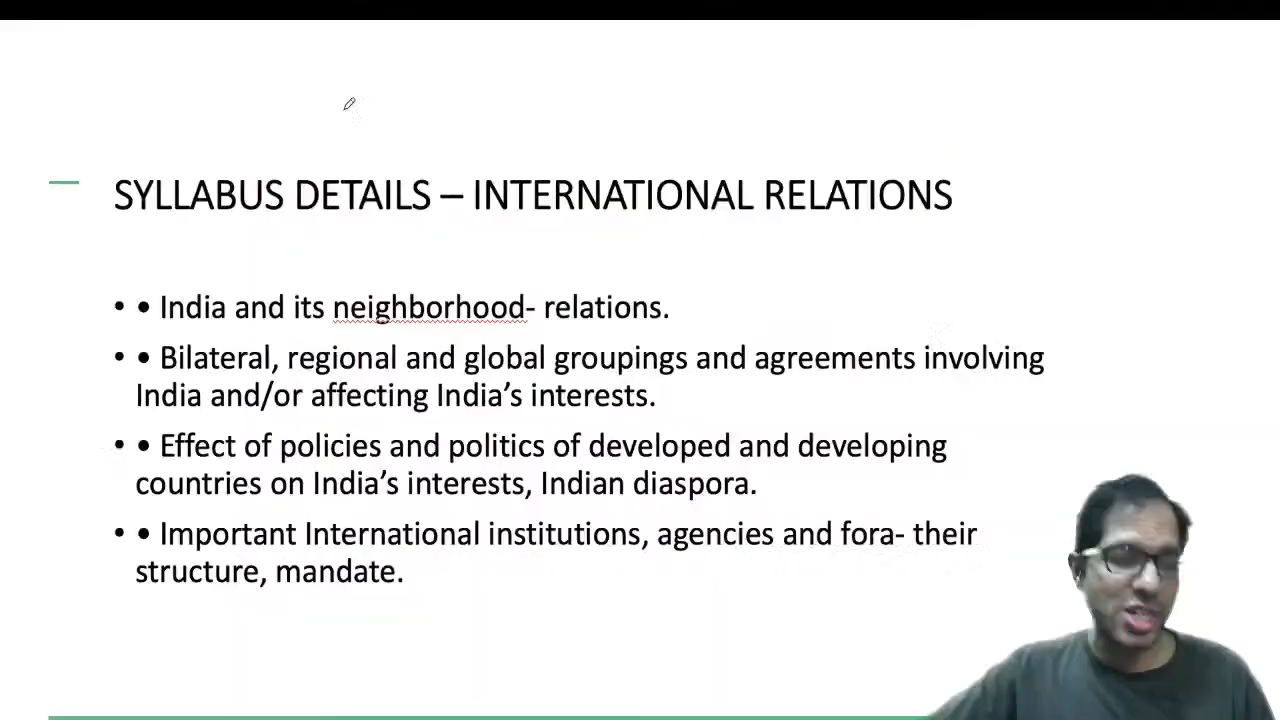 SYLLABUS DETAILS – INTERNATIONAL RELATIONS
• • India and its neighborhood- relations.
• • Bilateral, regional and global groupings and agreements involving
India and/or affecting India’s interests.
• • Effect of policies and politics of developed and developing
countries on India’s interests, Indian diaspora.
• • Important International institutions, agencies and fora- their
structure, mandate.